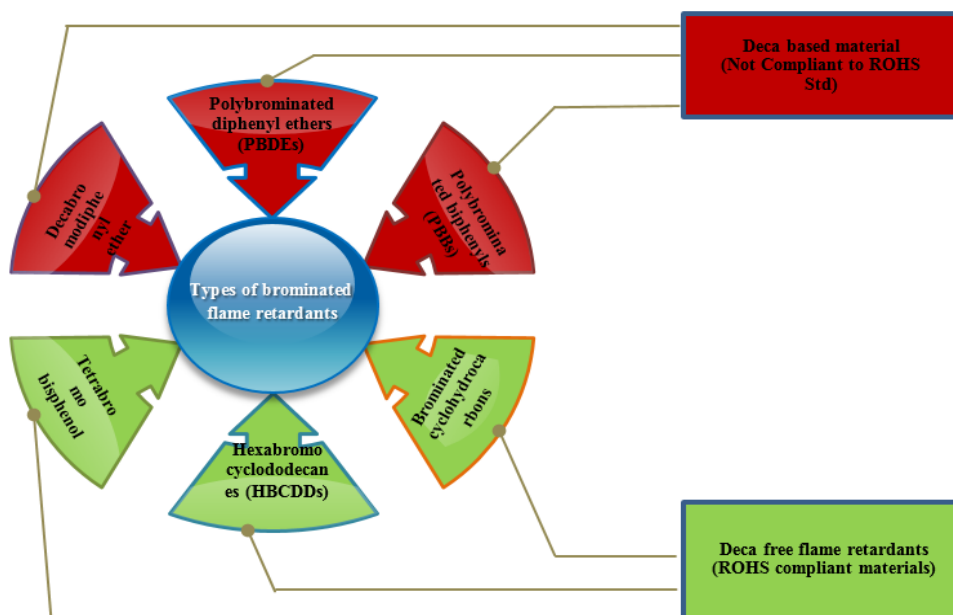 Deca based material
(Not Compliant to ROHS
Std)
Polybrominated
diphenyl ethers
(PBDEs)
Decabro
modiphe
nyl
ether
Polybromina
ted biphenyls
(PBBs)
Types of brominated
flame retardants
Tetrabro
mo
bisphenol
Brominated
cyclohydroca
rbons
Hexabromo
cyclododecan
es (HBCDDs)
Deca free flame retardants
(ROHS compliant materials)